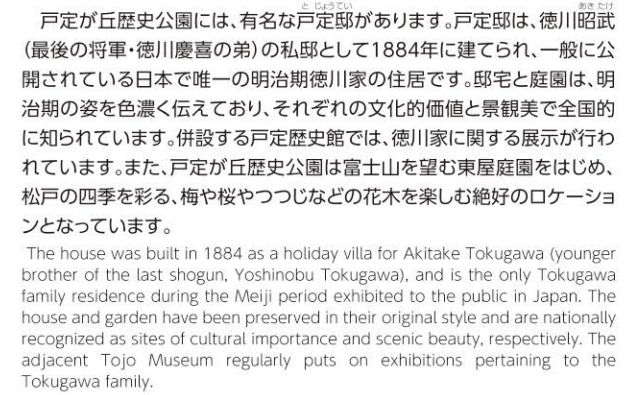 戸定が丘歴史公園には、有名な戸定邸があります。戸定邸は、徳川昭武
（最後の将軍・徳川慶喜の弟）の私邸として1884年に建てられ、一般に公
開されている日本で唯一の明治期徳川家の住居です。邸宅と庭園は、明
治期の姿を色濃く伝えており、それぞれの文化的価値と景観美で全国的
に知られています。併設する戸定歴史館では、徳川家に関する展示が行わ
れています。また、戸定が丘歴史公園は富士山を望む東屋庭園をはじめ、
松戸の四季を彩る、梅や桜やつつじなどの花木を楽しむ絶好のロケーショ
ンとなっています。
The house was built in 1884 as a holiday villa for Akitake Tokugawa (younger
brother of the last shogun, Yoshinobu Tokugawa), and is the only Tokugawa
family residence during the Meiji period exhibited to the public in Japan. The
house and garden have been preserved in their original style and are nationally
recognized as sites of cultural importance and scenic beauty, respectively. The
adjacent Tojo Museum regularly puts on exhibitions pertaining to the
Tokugawa family.